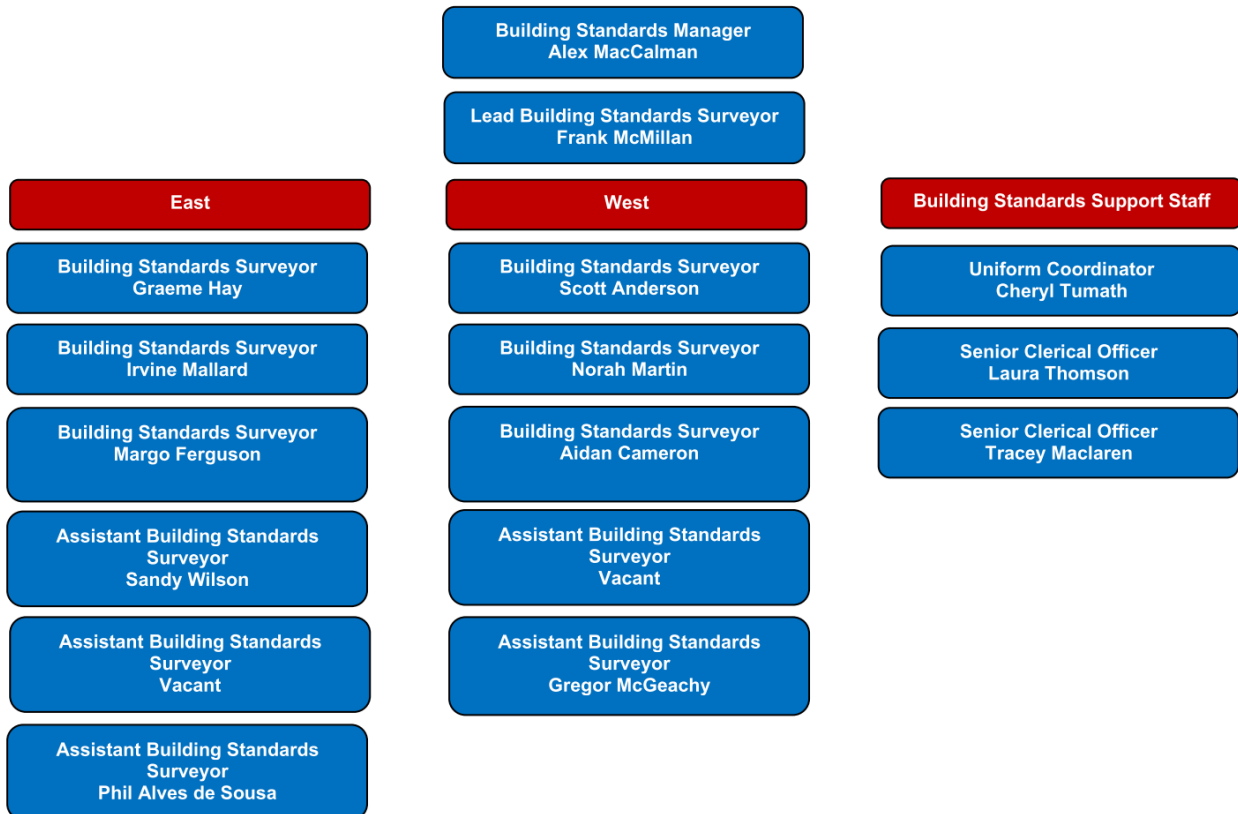 Building Standards Manager
Alex MacCalman
Lead Building Standards Surveyor
Frank McMillan
East
Building Standards Surveyor
Graeme Hay
Building Standards Surveyor
Irvine Mallard
Building Standards Surveyor
Margo Ferguson
Assistant Building Standards
Surveyor
Sandy Wilson
Assistant Building Standards
Surveyor
Vacant
Assistant Building Standards
Surveyor
Phil Alves de Sousa
West
Building Standards Surveyor
Scott Anderson
Building Standards Surveyor
Norah Martin
Building Standards Surveyor
Aidan Cameron
Assistant Building Standards
Surveyor
Vacant
Assistant Building Standards
Surveyor
Gregor McGeachy
Building Standards Support Staff
Uniform Coordinator
Cheryl Tumath
Senior Clerical Officer
Laura Thomson
Senior Clerical Officer
Tracey Maclaren